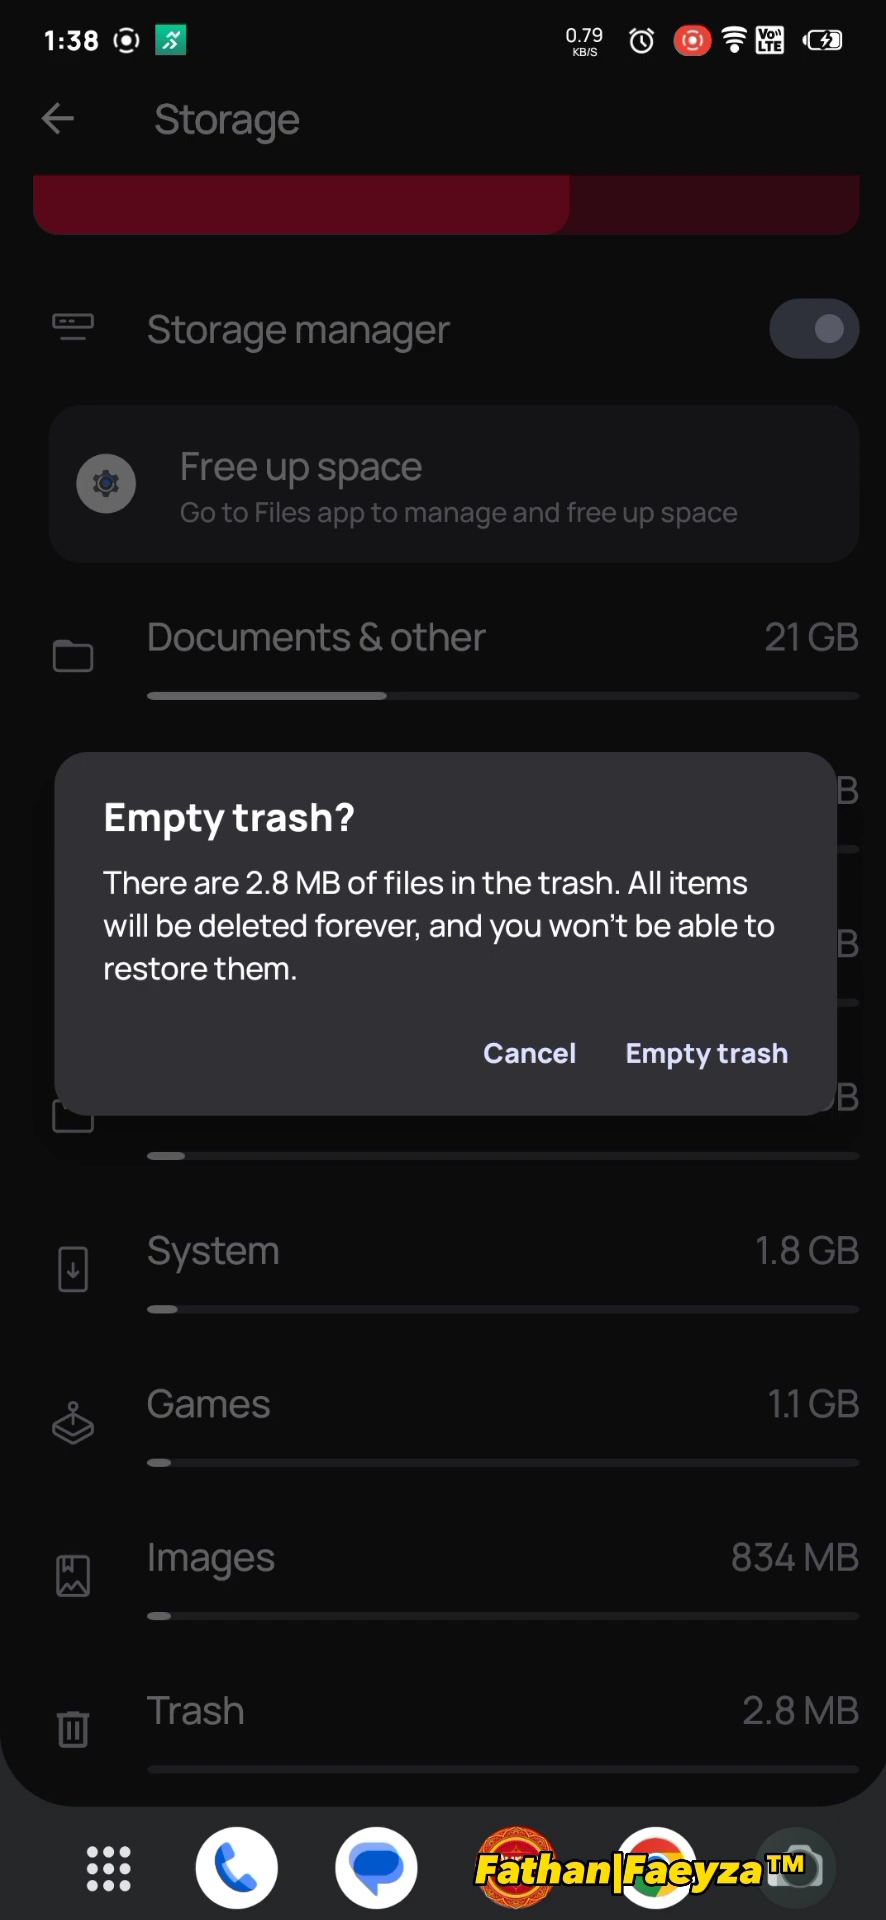 1:38
0.79
KB/S
Vo))
LTE
Storage
Storage manager
Free up space
Go to Files app to manage and free up space
Documents & other
21 GB
B
Empty trash?
There are 2.8 MB of files in the trash. All items
will be deleted forever, and you won't be able to
restore them.
B
Cancel
Empty trash
B
System
1.8 GB
Games
1.1 GB
Images
834 MB
Trash
2.8 MB
Fathan|Faeyza™